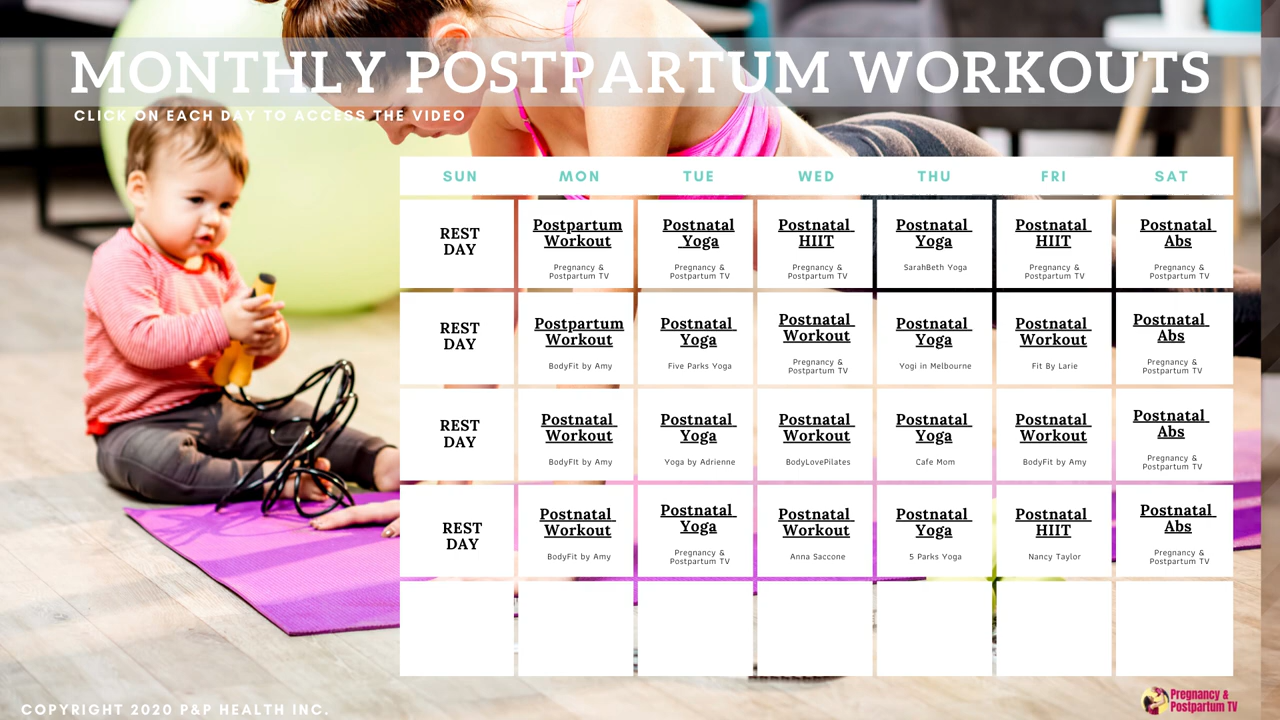 MONTHLY POSTPARTUM WORKOUTS
CLICK ON EACH DAY TO ACCESS THE VIDEO
SUN MON TUE WED THU FRI SAT
REST
DAY
Postpartum
Workout
Pregnancy &
Postpartum TV
Postnatal
Yoga
Pregnancy &
Postpartum TV
Postnatal
HIIT
Pregnancy &
Postpartum TV
Postnatal
Yoga
SarahBeth Yoga
Postnatal
HIIT
Pregnancy &
Postpartum TV
Postnatal
Abs
Pregnancy &
Postpartum TV
REST
DAY
Postpartum
Workout
BodyFit by Amy
Postnatal
Yoga
Five Parks Yoga
Postnatal
Workout
Pregnancy &
Postpartum TV
Postnatal
Yoga
Yogi in Melbourne
Postnatal
Workout
Fit By Larie
Postnatal
Abs
Pregnancy &
Postpartum TV
REST
DAY
Postnatal
Workout
BodyFIt by Amy
Postnatal
Yoga
Yoga by Adrienne
Postnatal
Workout
BodyLovePilates
Postnatal
Yoga
Cafe Mom
Postnatal
Workout
BodyFit by Amy
Postnatal
Abs
Pregnancy &
Postpartum TV
REST
DAY
Postnatal
Workout
BodyFit by Amy
Postnatal
Yoga
Pregnancy &
Postpartum TV
Postnatal
Workout
Anna Saccone
Postnatal
Yoga
5 Parks Yoga
Postnatal
HIIT
Nancy Taylor
Postnatal
Abs
Pregnancy &
Postpartum TV
COPYRIGHT 2020 P&P HEALTH INC.
Pregnancy &
Postpartum TV